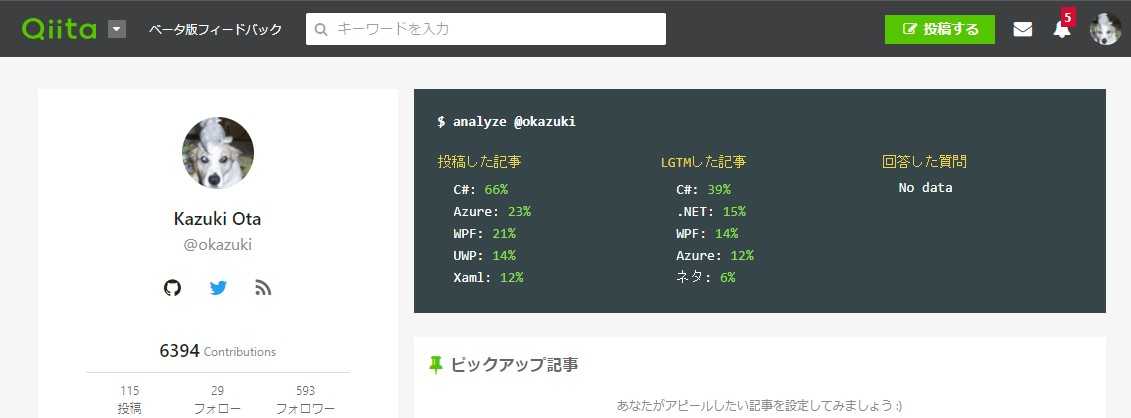 Qiita ベータ版フィードバック キーワードを入力 投稿する 5
Kazuki Ota
@okazuki
6394 Contributions
115 29 593
投稿 フォロー フォロワー
$ analyze @okazuki
投稿した記事
C#: 66%
Azure: 23%
WPF: 21%
UWP: 14%
Xaml: 12%
LGTMした記事
C#: 39%
.NET: 15%
WPF: 14%
Azure: 12%
ネタ: 6%
回答した質問
No data
ピックアップ記事
あなたがアピールしたい記事を設定してみましょう :)